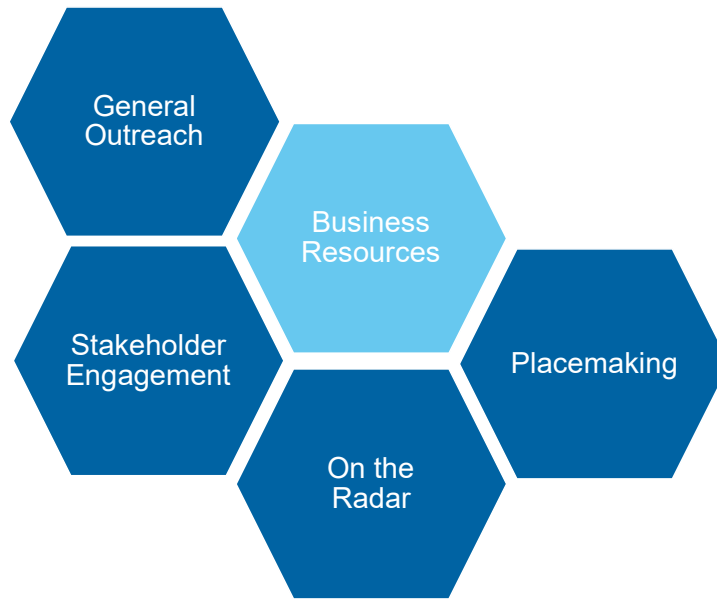 General
Outreach
Business
Resources
Stakeholder
Engagement
Placemaking
On the
Radar